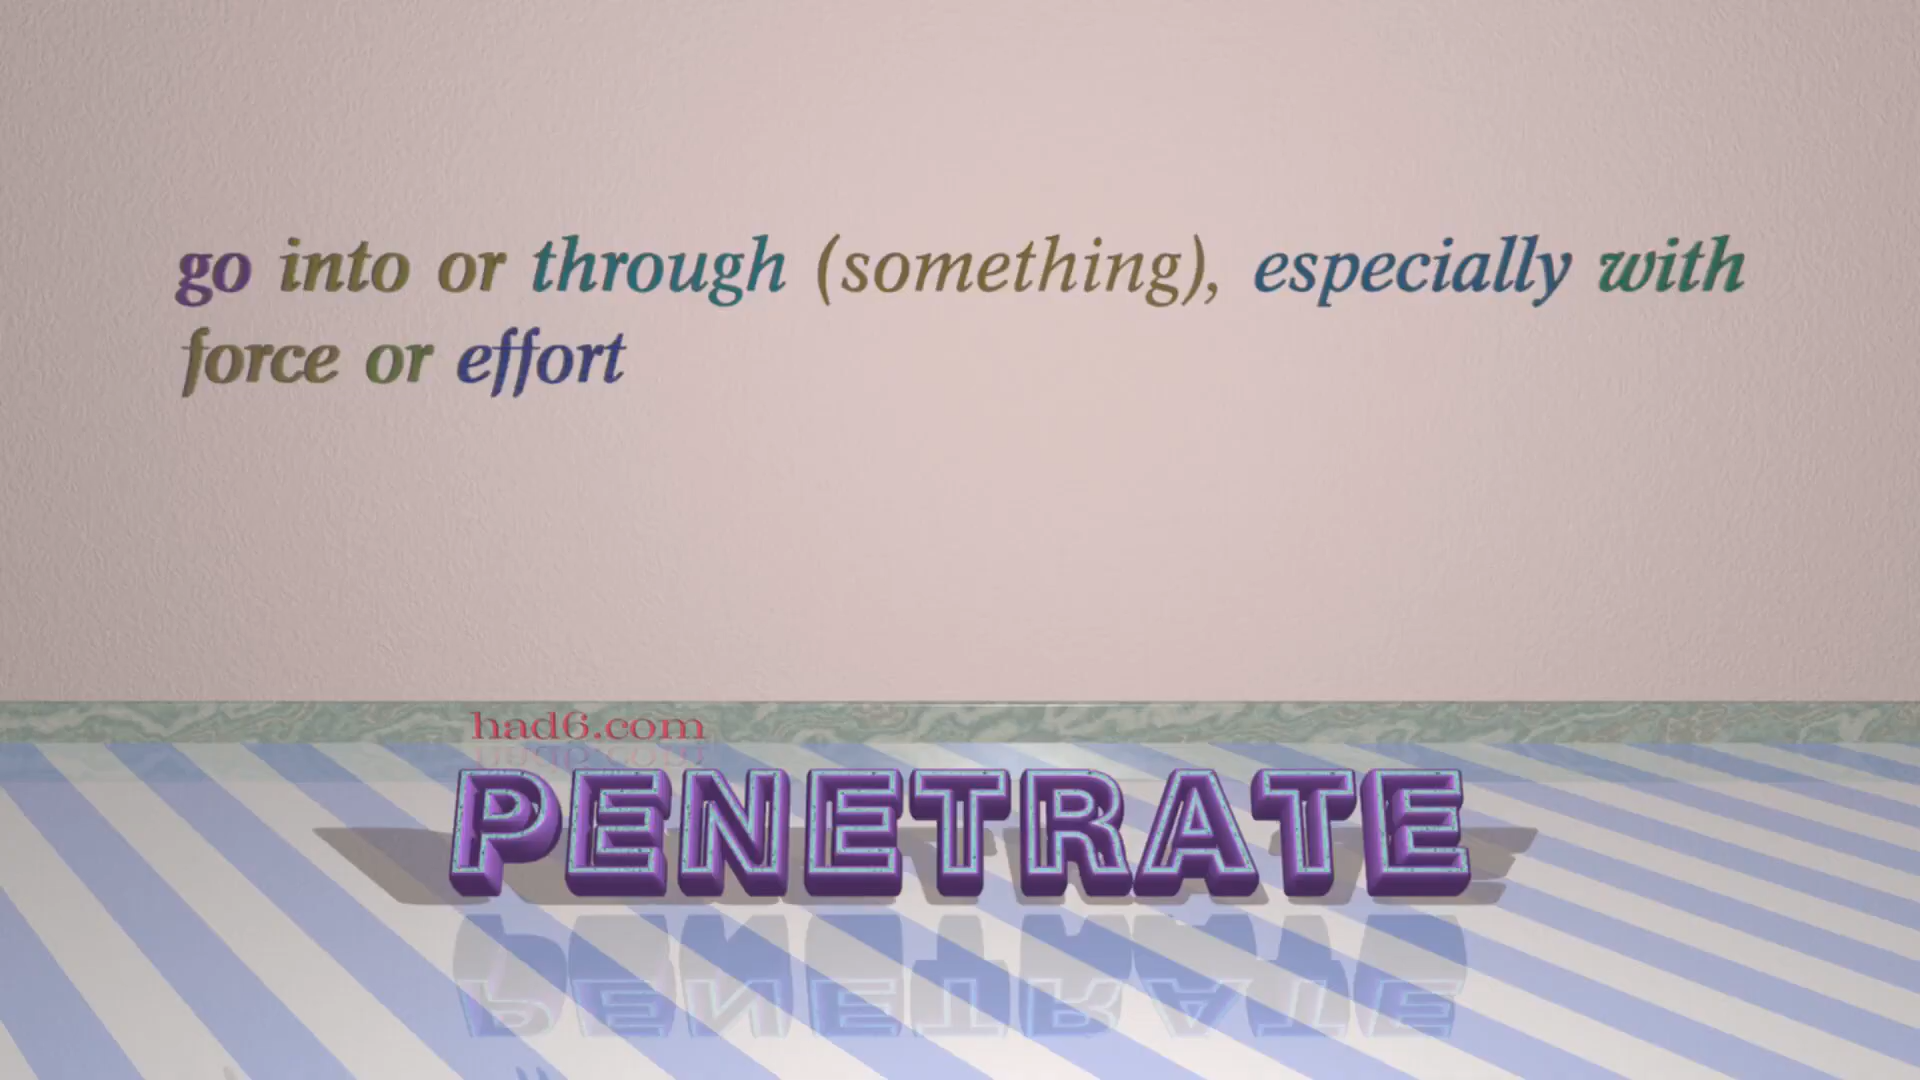 go into or through (something), especially with
force or effort
had6.com
PENETRATE